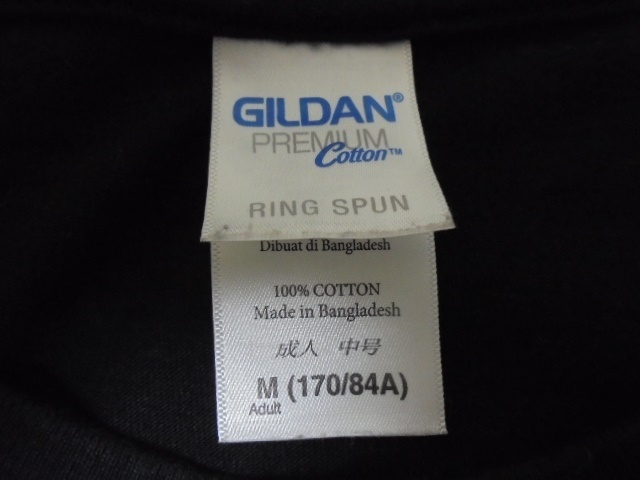 GILDAN®
PREMIUM
Cotton™
RING SPUN
Dibuat di Bangladesh
100% COTTON
Made in Bangladesh
成人 中号
M (170/84A)
Adult